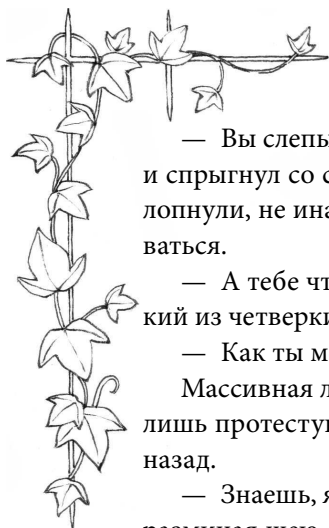 — Вы слепы
и спрыгнул со с
лопнули, не ина
ваться.
— А тебе чт
кий из четверки
— Как ты м
Массивная л
лишь протесту
назад.
— Знаешь, я